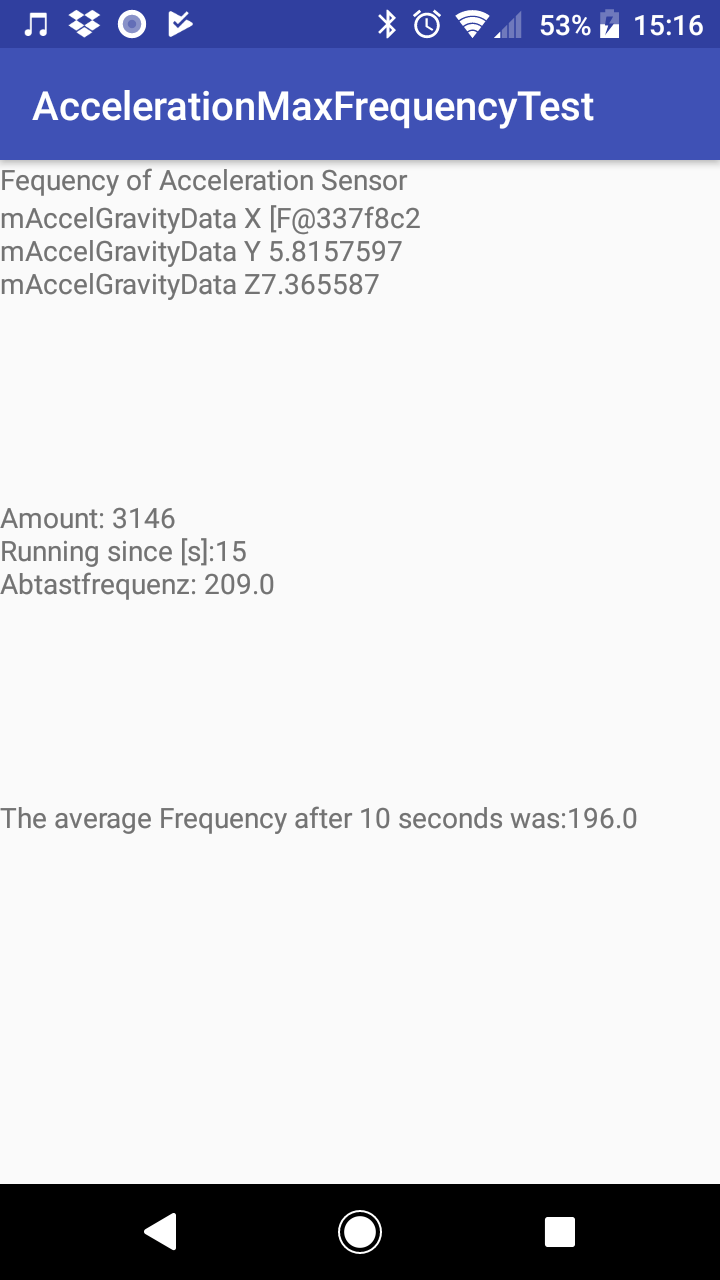 53% 15:16
AccelerationMaxFrequencyTest
Fequency of Acceleration Sensor
mAccelGravityData X [F@337f8c2
mAccelGravityData Y 5.8157597
mAccelGravityData Z7.365587
Amount: 3146
Running since [s]:15
Abtastfrequenz: 209.0
The average Frequency after 10 seconds was:196.0